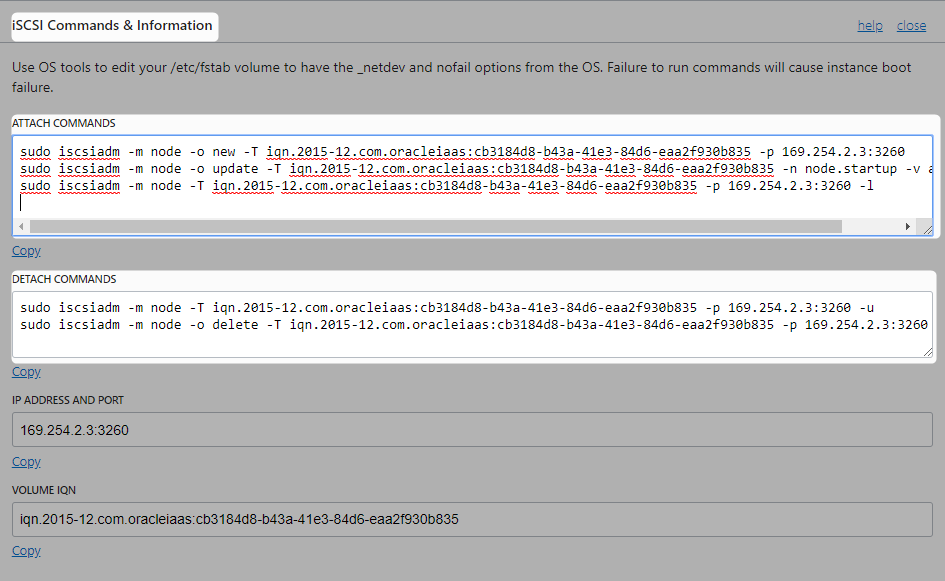 iSCSI Commands & Information
help close
Use OS tools to edit your /etc/fstab volume to have the _netdev and nofail options from the OS. Failure to run commands will cause instance boot
failure.
ATTACH COMMANDS
sudo iscsiadm -m node -o new -T iqn.2015-12.com.oracleiaas:cb3184d8-b43a-41e3-84d6-eaa2f930b835 -p 169.254.2.3:3260
sudo iscsiadm -m node -o update -T iqn.2015-12.com.oracleiaas:cb3184d8-b43a-41e3-84d6-eaa2f930b835 -n node.startup -v a
sudo iscsiadm -m node -T iqn.2015-12.com.oracleiaas:cb3184d8-b43a-41e3-84d6-eaa2f930b835 -p 169.254.2.3:3260 -l
Copy
DETACH COMMANDS
sudo iscsiadm -m node -T iqn.2015-12.com.oracleiaas:cb3184d8-b43a-41e3-84d6-eaa2f930b835 -p 169.254.2.3:3260 -u
sudo iscsiadm -m node -o delete -T iqn.2015-12.com.oracleiaas:cb3184d8-b43a-41e3-84d6-eaa2f930b835 -p 169.254.2.3:3260
Copy
IP ADDRESS AND PORT
169.254.2.3:3260
Copy
VOLUME IQN
iqn.2015-12.com.oracleiaas:cb3184d8-b43a-41e3-84d6-eaa2f930b835
Copy